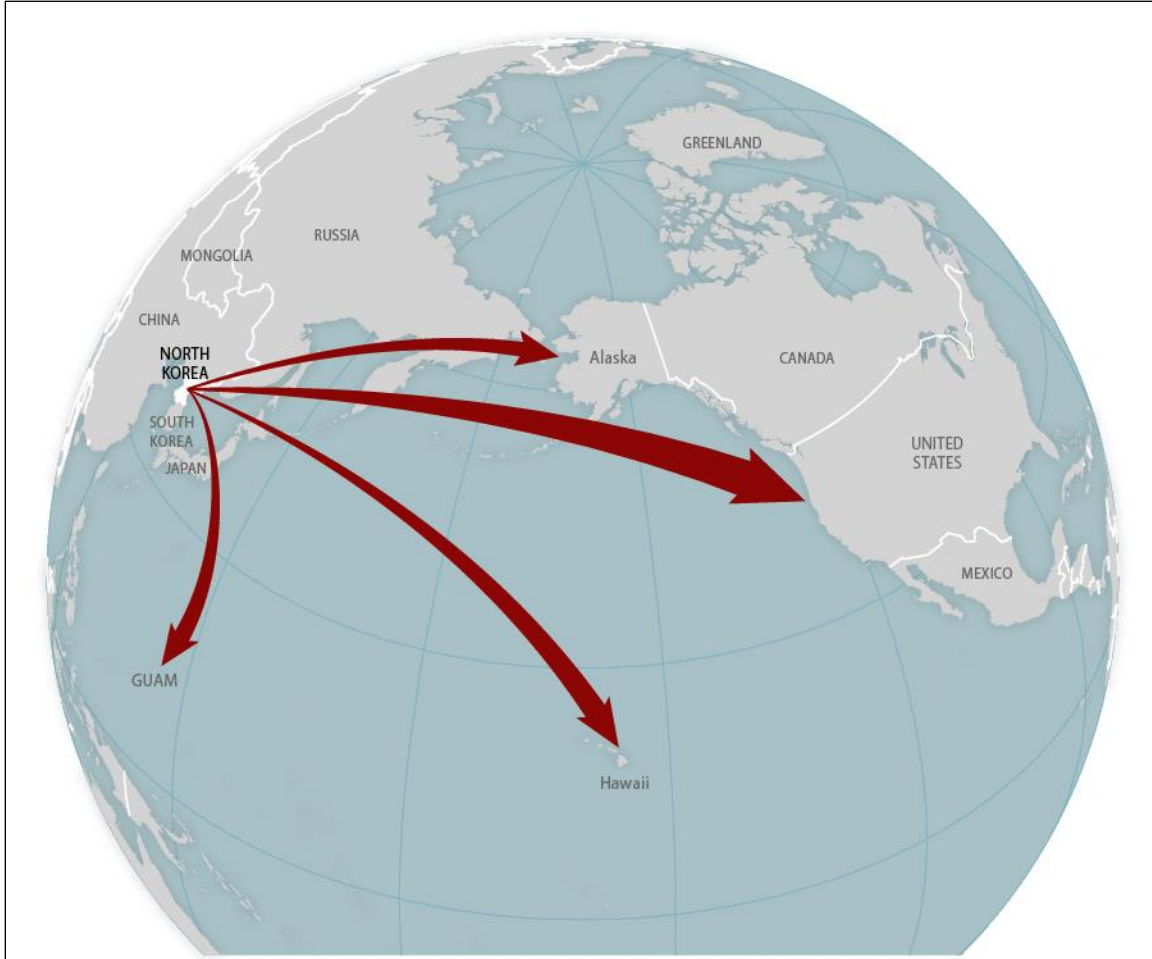 GREENLAND
RUSSIA
MONGOLIA
CHINA
NORTH
KOREA
Alaska
CANADA
SOUTH
KOREA
JAPAN
UNITED
STATES
MEXICO
GUAM
Hawaii